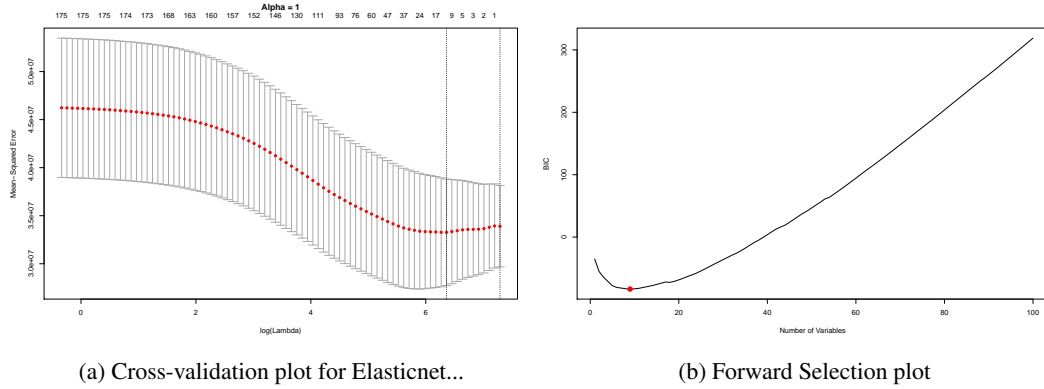 Alpha = 1
175 175 175 174 173 168 163 160 157 152 146 130 111 93 76 60 47 37 24 17 9 5 3 2 1
Mean-Squared Error
5.0e+07
4.5e+07
4.0e+07
3.5e+07
3.0e+07
0 2 4 6
log(Lambda)
BIC
300
200
100
0
0 20 40 60 80 100
Number of Variables
(a) Cross-validation plot for Elasticnet...
(b) Forward Selection plot